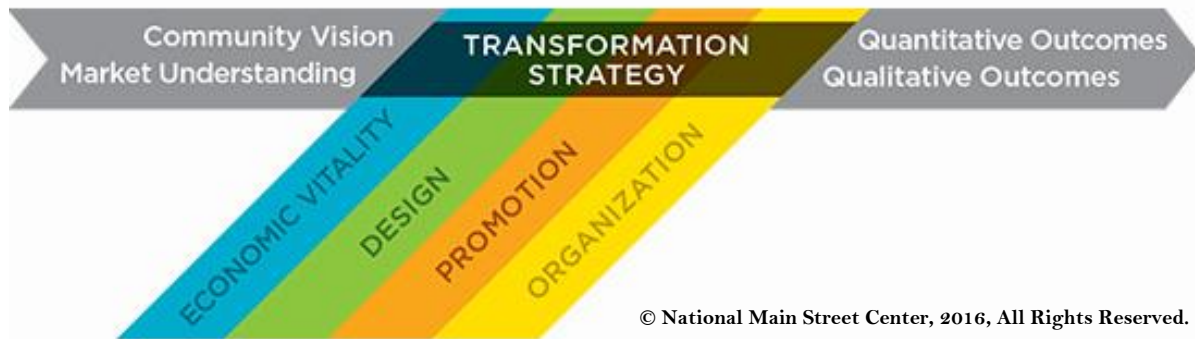 Community Vision
Market Understanding
TRANSFORMATION
STRATEGY
Quantitative Outcomes
Qualitative Outcomes
ECONOMIC VITALITY
DESIGN
PROMOTION
ORGANIZATION
© National Main Street Center, 2016, All Rights Reserved.